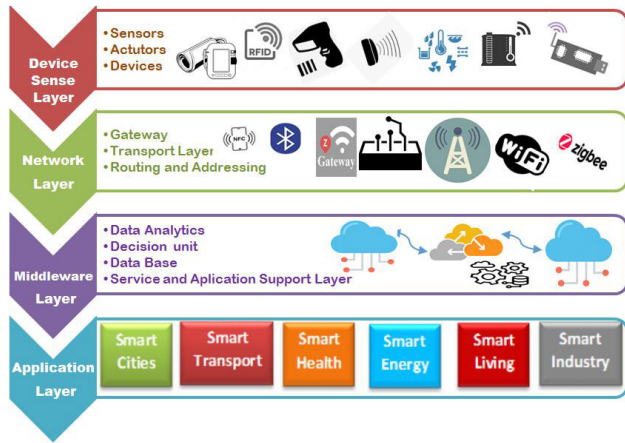 Device
Sense
Layer
• Sensors
• Actutors
• Devices
RFID
Network
Layer
• Gateway
• Transport Layer
• Routing and Addressing
NFC
Z
Gateway
WiFi
zigbee
Middleware
Layer
• Data Analytics
• Decision unit
• Data Base
• Service and Aplication Support Layer
Application
Layer
Smart
Cities
Smart
Transport
Smart
Health
Smart
Energy
Smart
Living
Smart
Industry